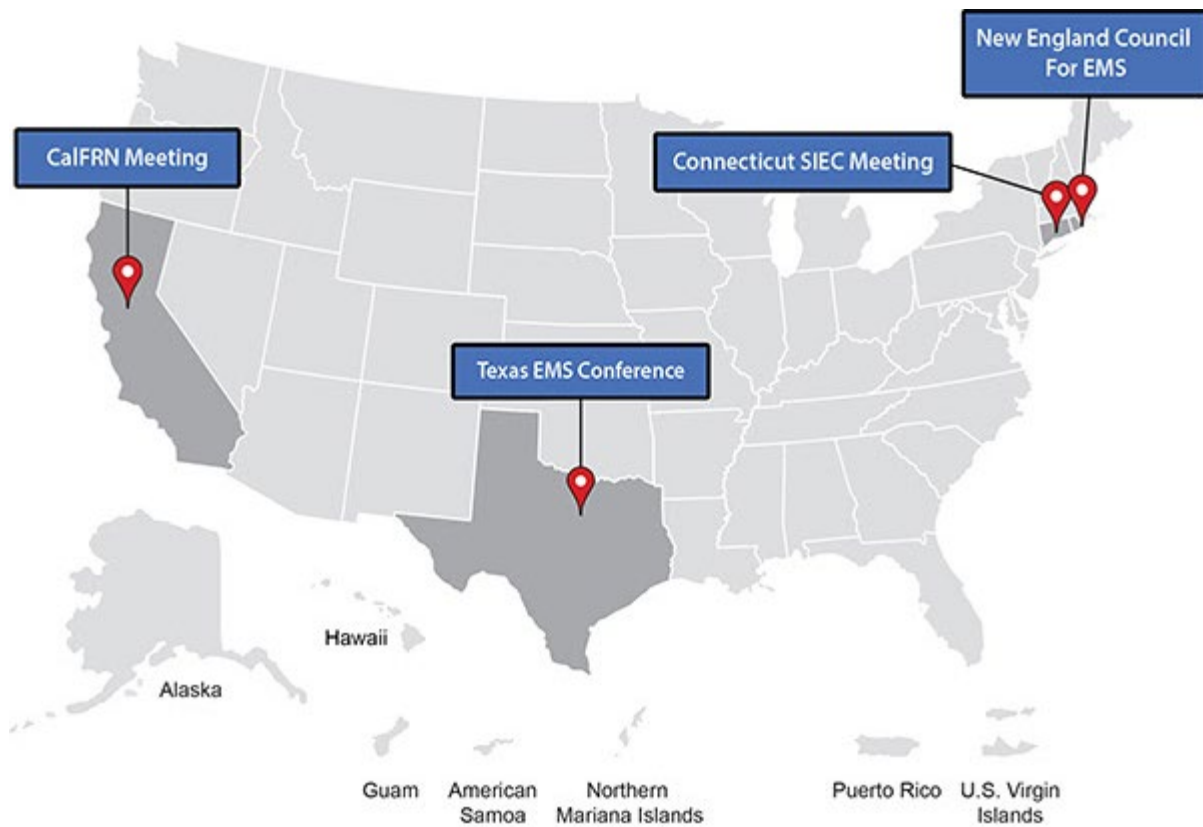 New England Council
For EMS
CalFRN Meeting
Connecticut SIEC Meeting
Texas EMS Conference
Hawaii
Alaska
Guam
American
Samoa
Northern
Mariana Islands
Puerto Rico
U.S. Virgin
Islands